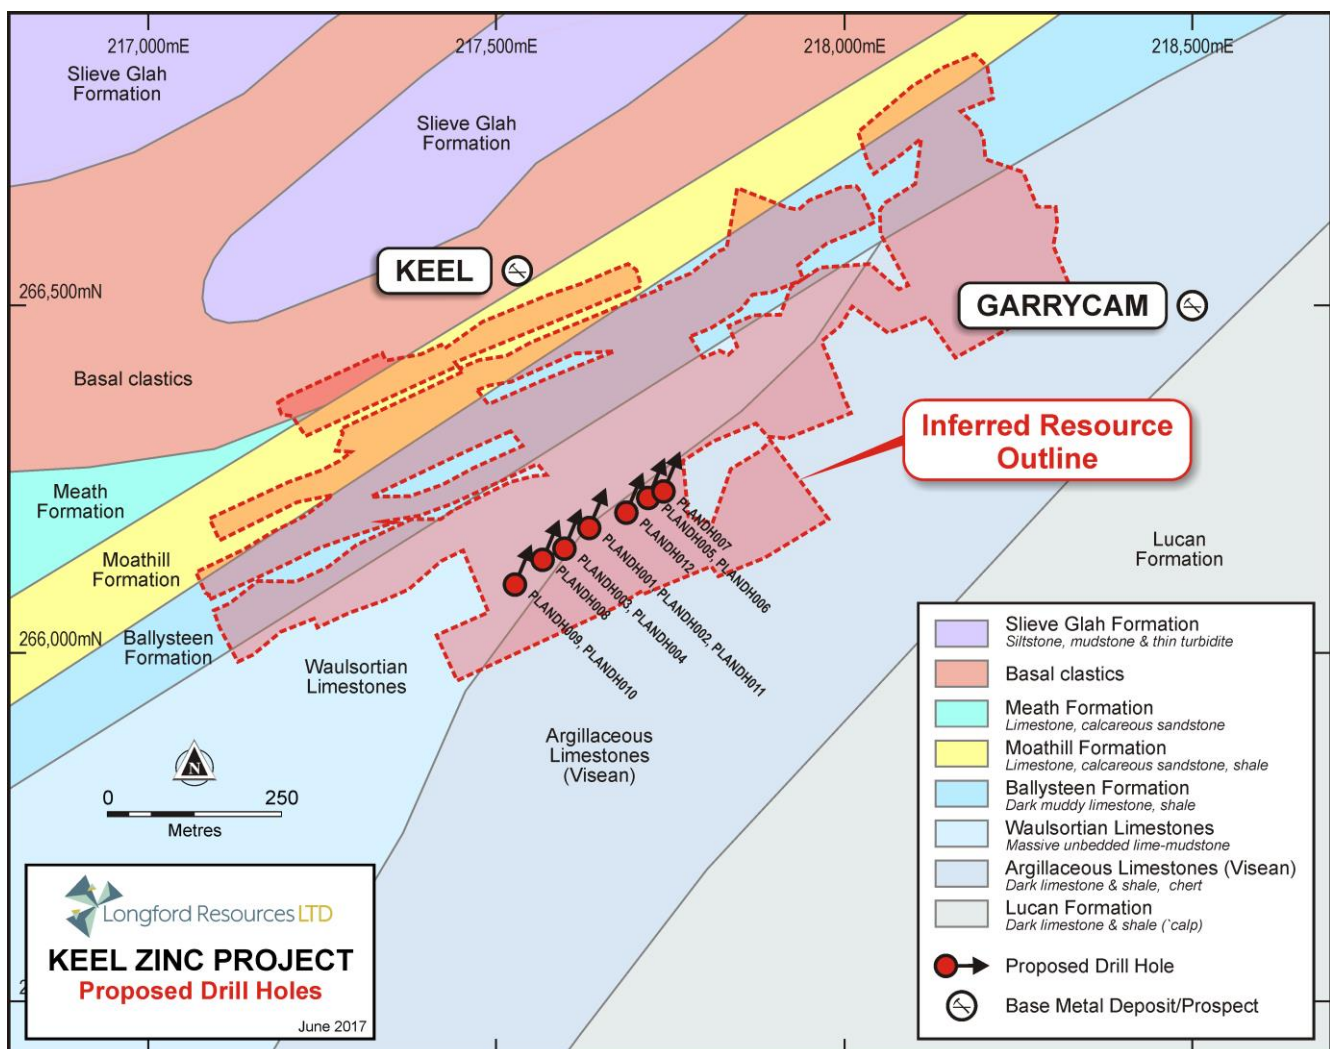 217,000mE
217,500mE
218,000mE
218,500mE
Slieve Glah
Formation
Slieve Glah
Formation
KEEL
266,500mN
GARRYCAM
Basal clastics
Inferred Resource
Outline
Meath
Formation
Moathill
Formation
PLANDH007
PLANDH005, PLANDH006
PLANDH012
PLANDH001, PLANDH002, PLANDH011
PLANDH003, PLANDH004
PLANDH008
PLANDH009, PLANDH010
Lucan
Formation
266,000mN
Ballysteen
Formation
Waulsortian
Limestones
Argillaceous
Limestones
(Visean)
N
0 250
Metres
Slieve Glah Formation
Siltstone, mudstone & thin turbidite
Basal clastics
Meath Formation
Limestone, calcareous sandstone
Moathill Formation
Limestone, calcareous sandstone, shale
Ballysteen Formation
Dark muddy limestone, shale
Waulsortian Limestones
Massive unbedded lime-mudstone
Argillaceous Limestones (Visean)
Dark limestone & shale, chert
Lucan Formation
Dark limestone & shale (`calp)
Proposed Drill Hole
Base Metal Deposit/Prospect
Longford Resources LTD
KEEL ZINC PROJECT
Proposed Drill Holes
June 2017